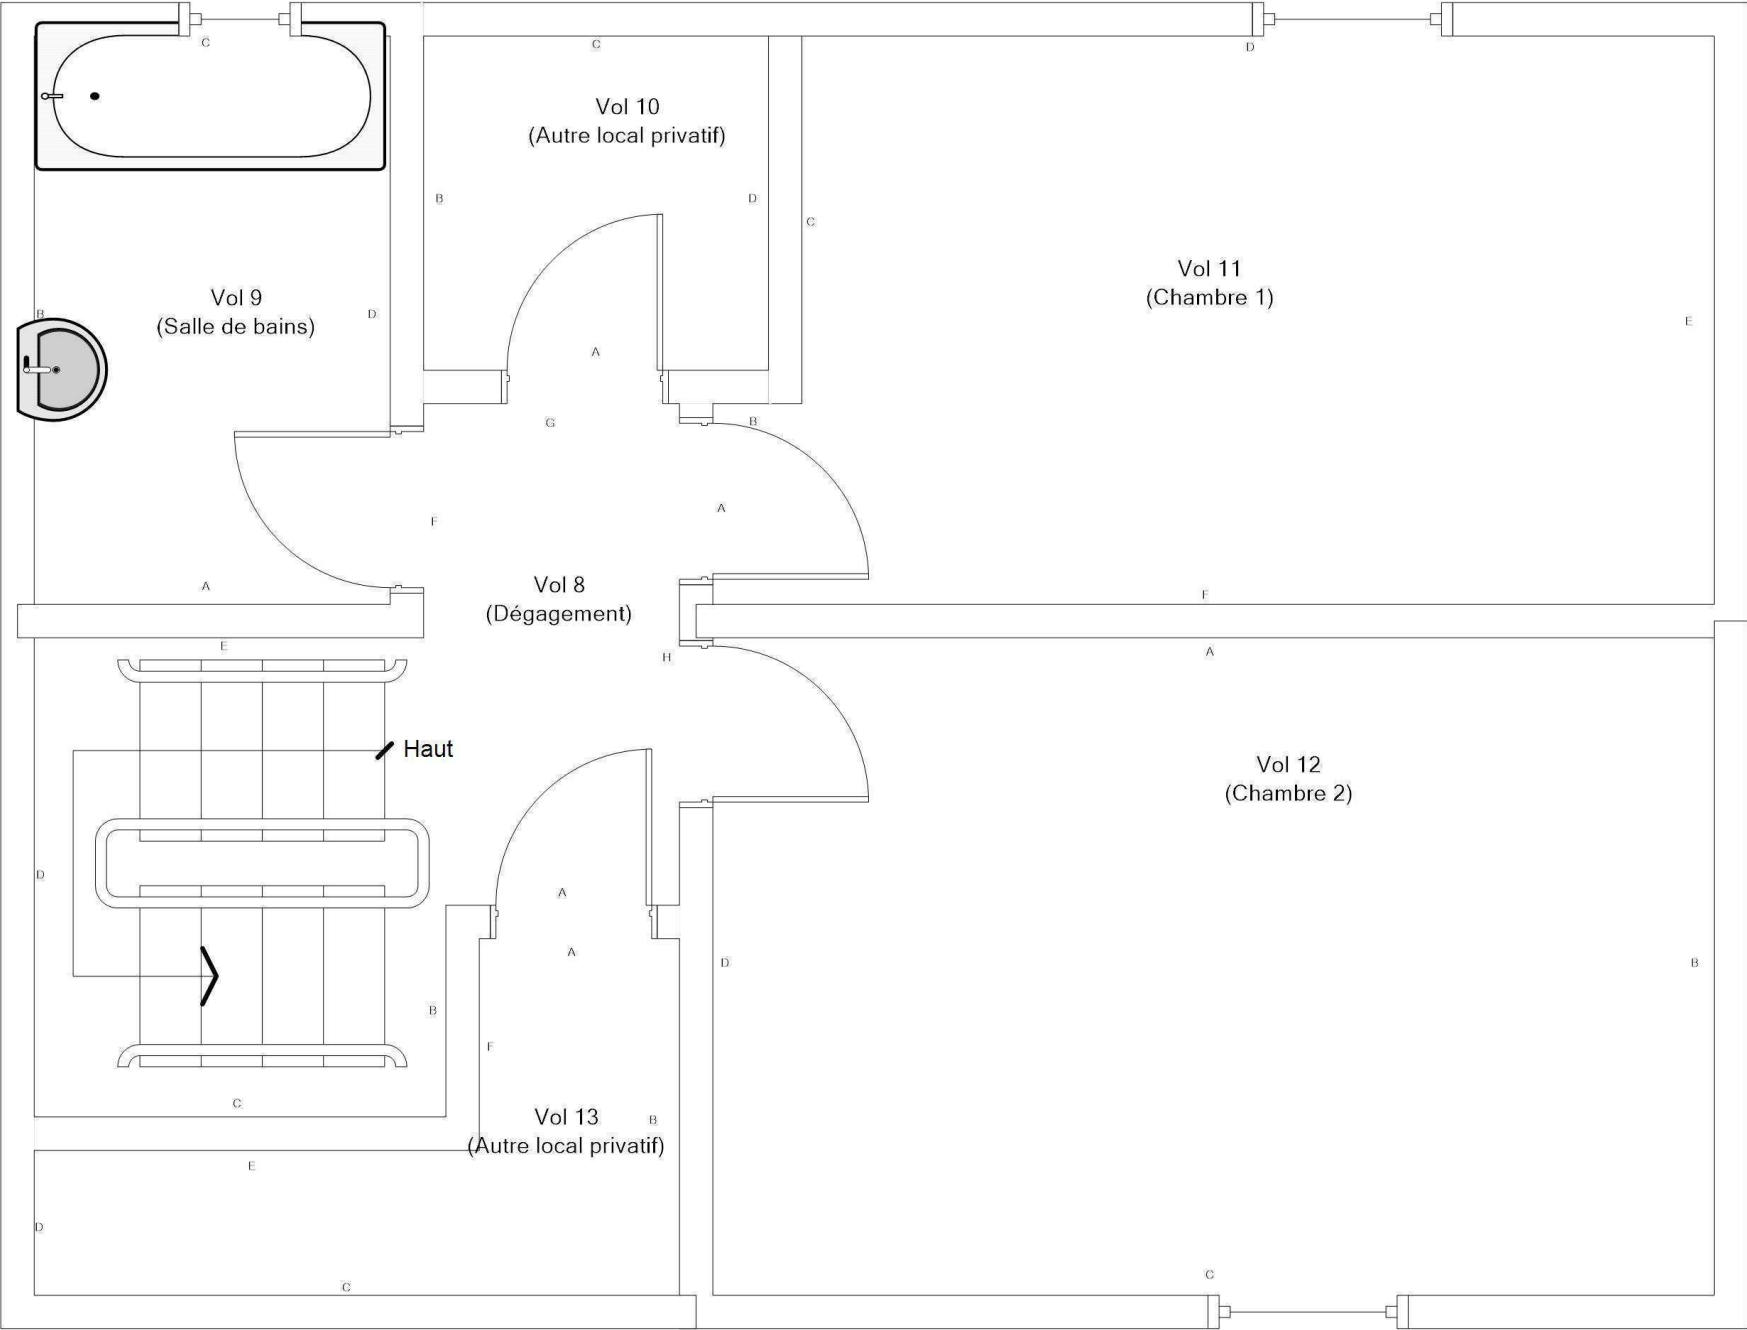 C
C
D
Vol 10
(Autre local privatif)
B
D
C
Vol 11
(Chambre 1)
Vol 9
(Salle de bains)
B
D
E
A
G
B
A
F
A
Vol 8
(Dégagement)
F
E
H
A
Haut
Vol 12
(Chambre 2)
D
A
A
D
B
B
F
C
Vol 13
(Autre local privatif)
B
E
D
C
C